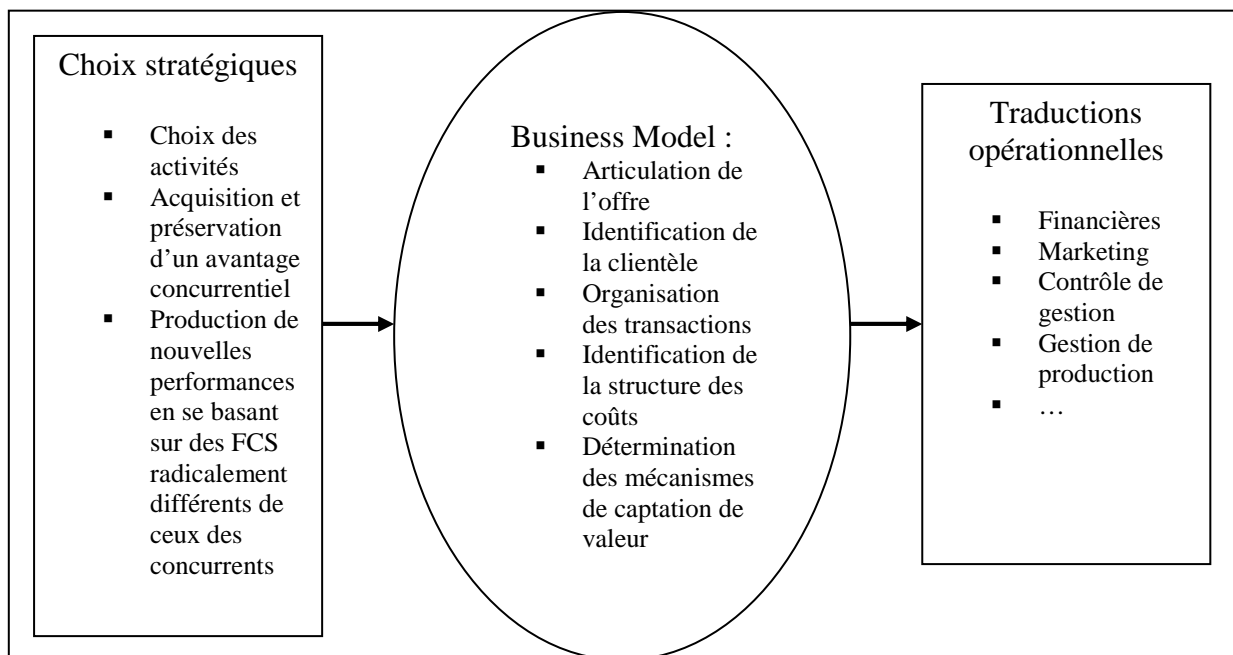 Choix stratégiques
▪ Choix des
activités
▪ Acquisition et
préservation
d’un avantage
concurrentiel
▪ Production de
nouvelles
performances
en se basant
sur des FCS
radicalement
différents de
ceux des
concurrents
Business Model :
▪ Articulation de
l’offre
▪ Identification de
la clientèle
▪ Organisation
des transactions
▪ Identification de
la structure des
coûts
▪ Détermination
des mécanismes
de captation de
valeur
Traductions
opérationnelles
▪ Financières
▪ Marketing
▪ Contrôle de
gestion
▪ Gestion de
production
▪ …